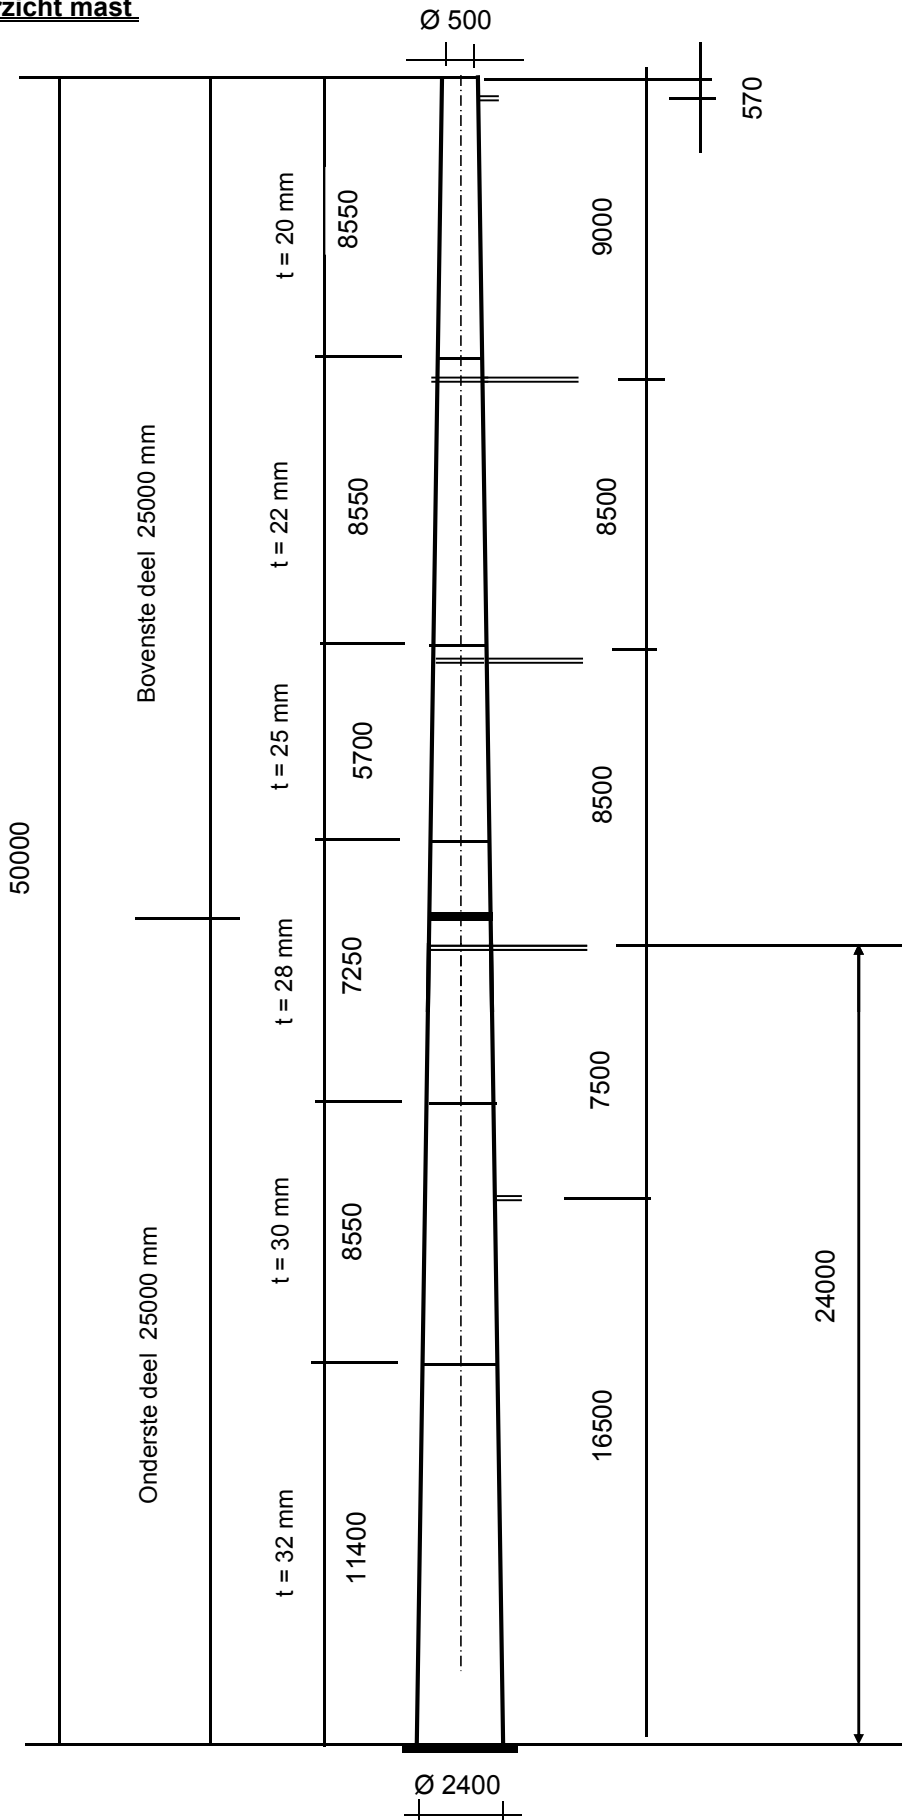 rzicht mast
Ø 500
570
t = 20 mm
8550
9000
Bovenste deel 25000 mm
t = 22 mm
8550
8500
t = 25 mm
5700
8500
50000
t = 28 mm
7250
7500
t = 30 mm
8550
24000
Onderste deel 25000 mm
16500
t = 32 mm
11400
Ø 2400